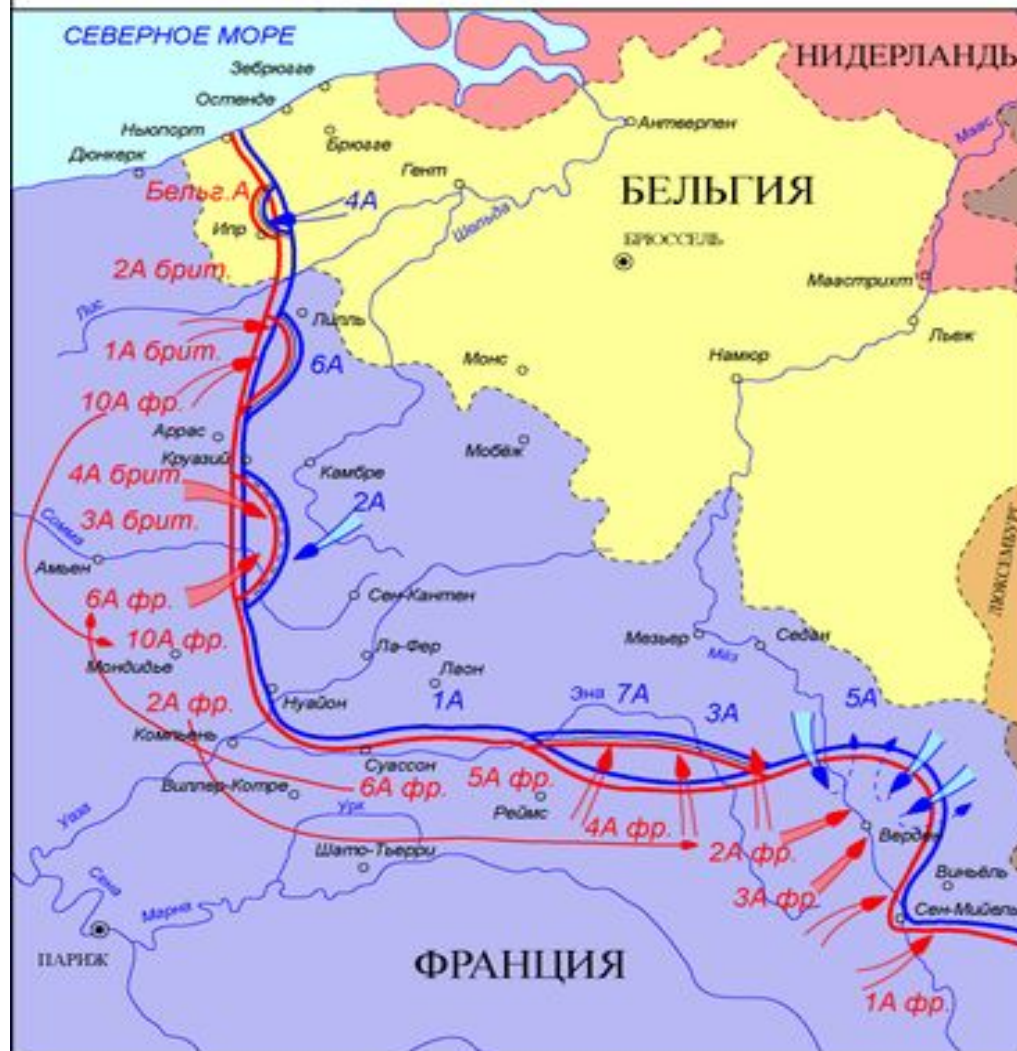 СЕВЕРНОЕ МОРЕ
НИДЕРЛАНДЫ
Зебрюгге
Остенде
Маас
Ньюпорт
Брюгге
Антверпен
Дюнкерк
Гент
Бельг.А
4А
БЕЛЬГИЯ
Шельда
Ипр
БРЮССЕЛЬ
2А брит.
Маастрихт
Лис
Лилль
Льеж
1А брит.
6А
Монс
Намюр
10А фр.
Аррас
Мобёж
Круазий
Камбре
4А брит.
2А
Сомма
3А брит.
ЛЮКСЕМБУРГ
Амьен
6А фр.
Сен-Кантен
10А фр.
Мезьер
Седан
Мондидье
Ла-Фер
Мёз
Лаон
2А фр.
Нуайон
1А
Эна
7А
3А
5А
Компьень
Суассон
6А фр.
5А фр.
Виллер-Котре
Реймс
Уаза
Урк
4А фр.
Верден
Шато-Тьерри
2А фр.
Сена
3А фр.
Виньёль
Марна
Сен-Мийель
ПАРИЖ
ФРАНЦИЯ
1А фр.